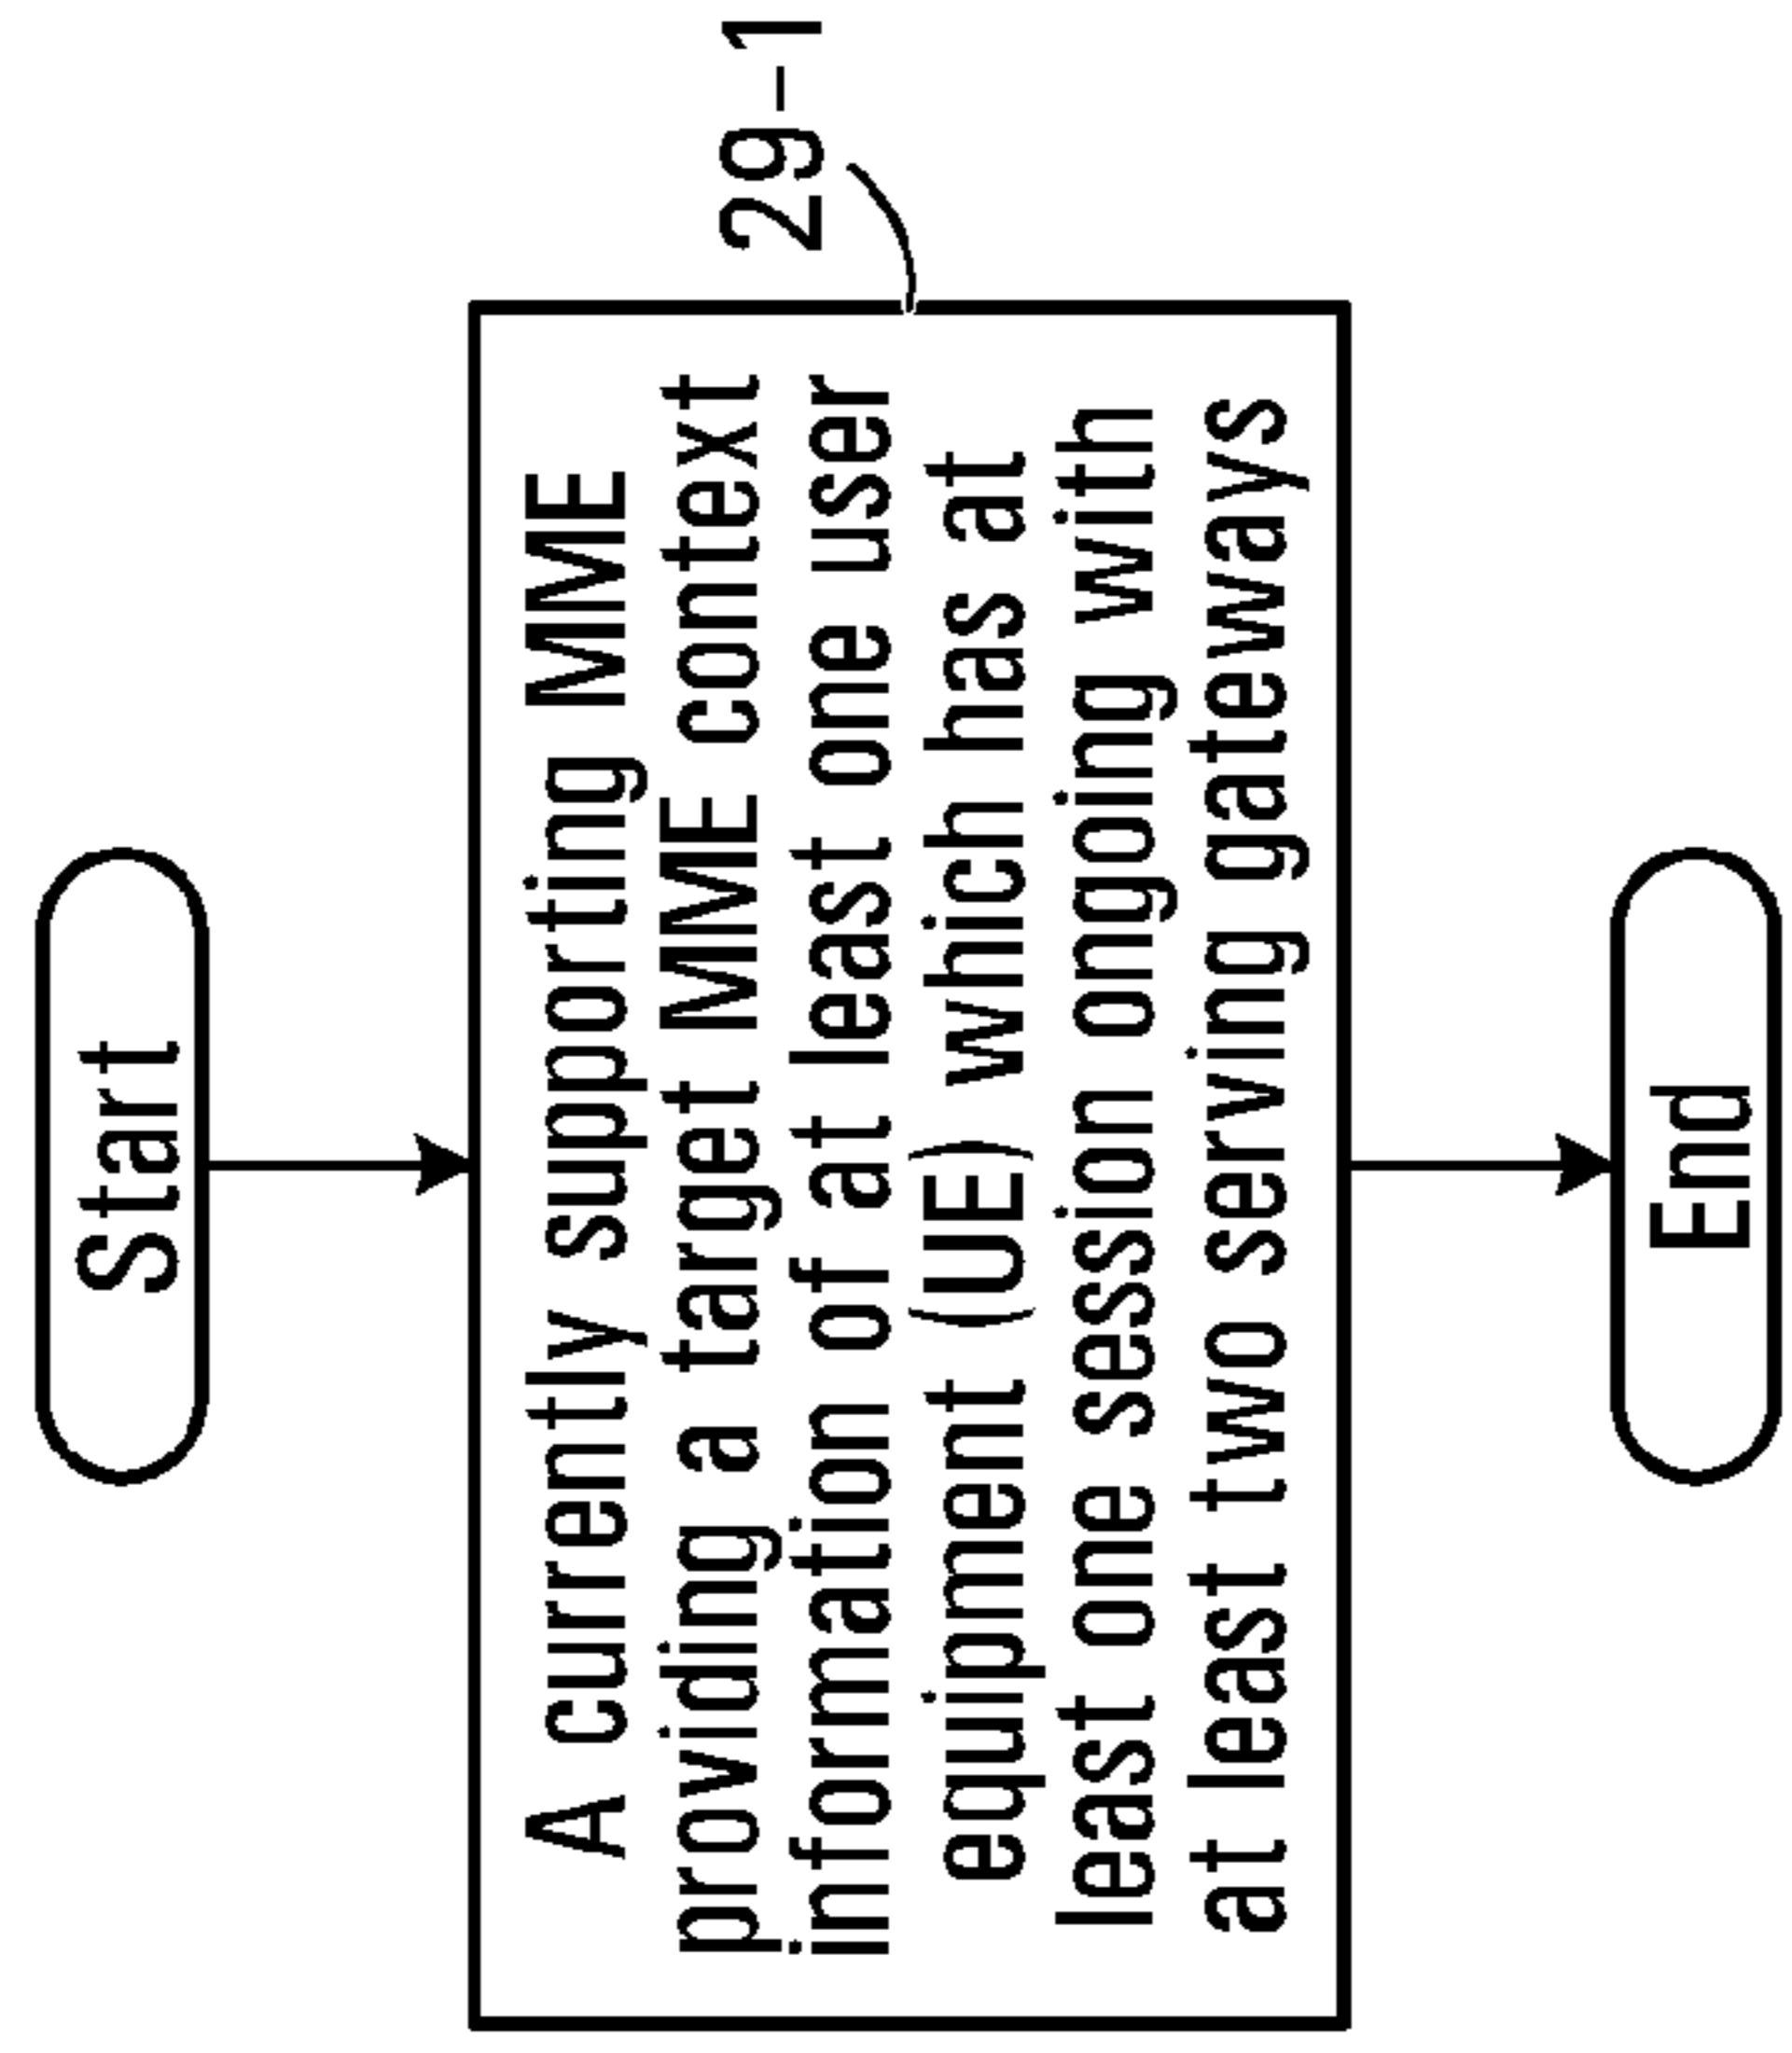 Start
29-1
A currently supporting MME
providing a target MME context
information of at least one user
equipment (UE) which has at
least one session ongoing with
at least two serving gateways
End